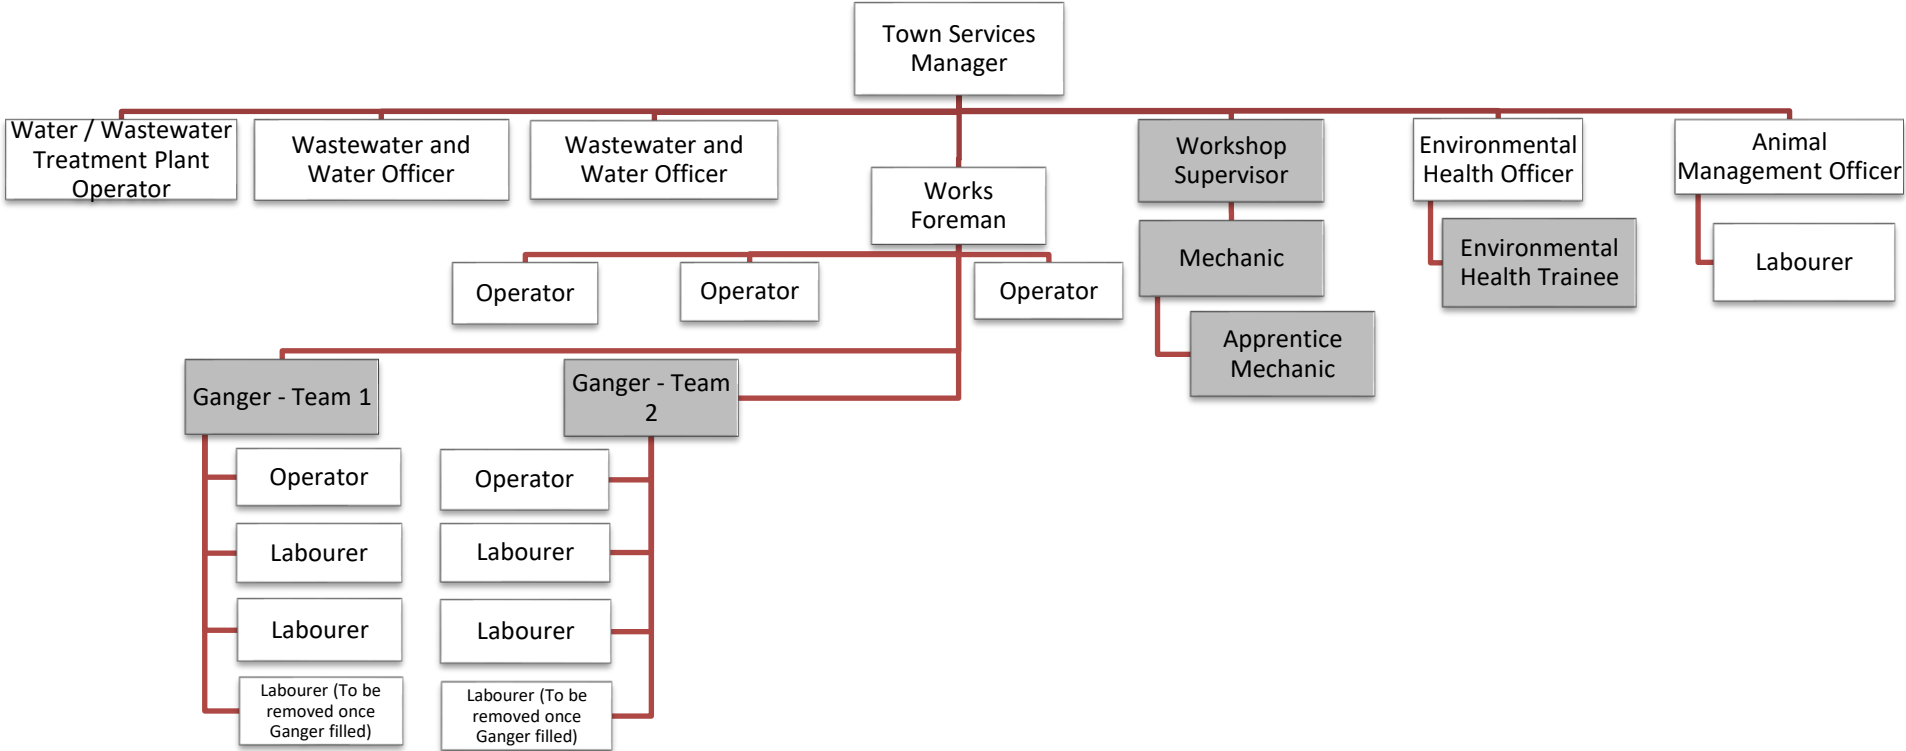 Town Services
Manager
Water / Wastewater
Treatment Plant
Operator
Wastewater and
Water Officer
Wastewater and
Water Officer
Works
Foreman
Workshop
Supervisor
Environmental
Health Officer
Animal
Management Officer
Operator
Operator
Operator
Mechanic
Environmental
Health Trainee
Labourer
Apprentice
Mechanic
Ganger - Team 1
Ganger - Team
2
Operator
Labourer
Labourer
Labourer (To be
removed once
Ganger filled)
Operator
Labourer
Labourer
Labourer (To be
removed once
Ganger filled)